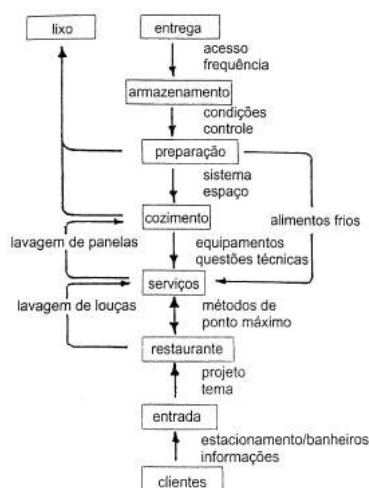 lixo
entrega
acesso
frequência
armazenamento
condições
controle
preparação
sistema
espaço
cozimento
alimentos frios
lavagem de panelas
equipamentos
questões técnicas
serviços
lavagem de louças
métodos de
ponto máximo
restaurante
projeto
tema
entrada
estacionamento/banheiros
informações
clientes